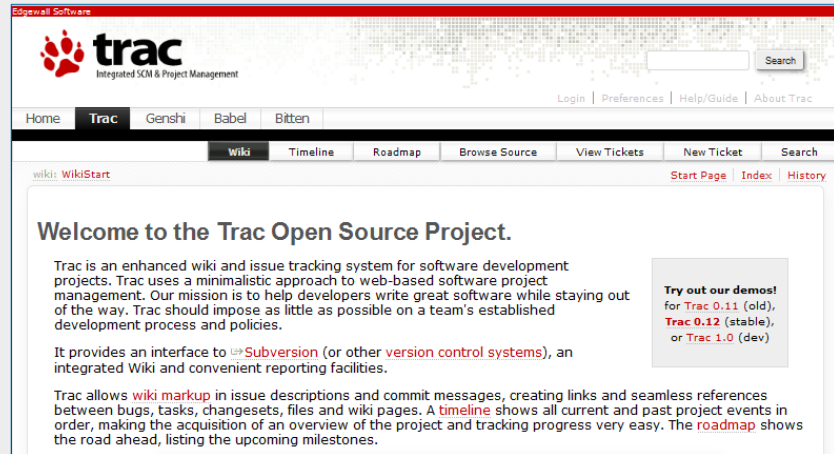 Edgewall Software
trac
Integrated SCM & Project Management
Search
Login | Preferences | Help/Guide | About Trac
Home Trac Genshi Babel Bitten
Wiki Timeline Roadmap Browse Source View Tickets New Ticket Search
wiki: WikiStart
Start Page | Index | History
Welcome to the Trac Open Source Project.
Trac is an enhanced wiki and issue tracking system for software development
projects. Trac uses a minimalistic approach to web-based software project
management. Our mission is to help developers write great software while staying out
of the way. Trac should impose as little as possible on a team's established
development process and policies.
Try out our demos!
for Trac 0.11 (old),
Trac 0.12 (stable),
or Trac 1.0 (dev)
It provides an interface to Subversion (or other version control systems), an
integrated Wiki and convenient reporting facilities.
Trac allows wiki markup in issue descriptions and commit messages, creating links and seamless references
between bugs, tasks, changesets, files and wiki pages. A timeline shows all current and past project events in
order, making the acquisition of an overview of the project and tracking progress very easy. The roadmap shows
the road ahead, listing the upcoming milestones.